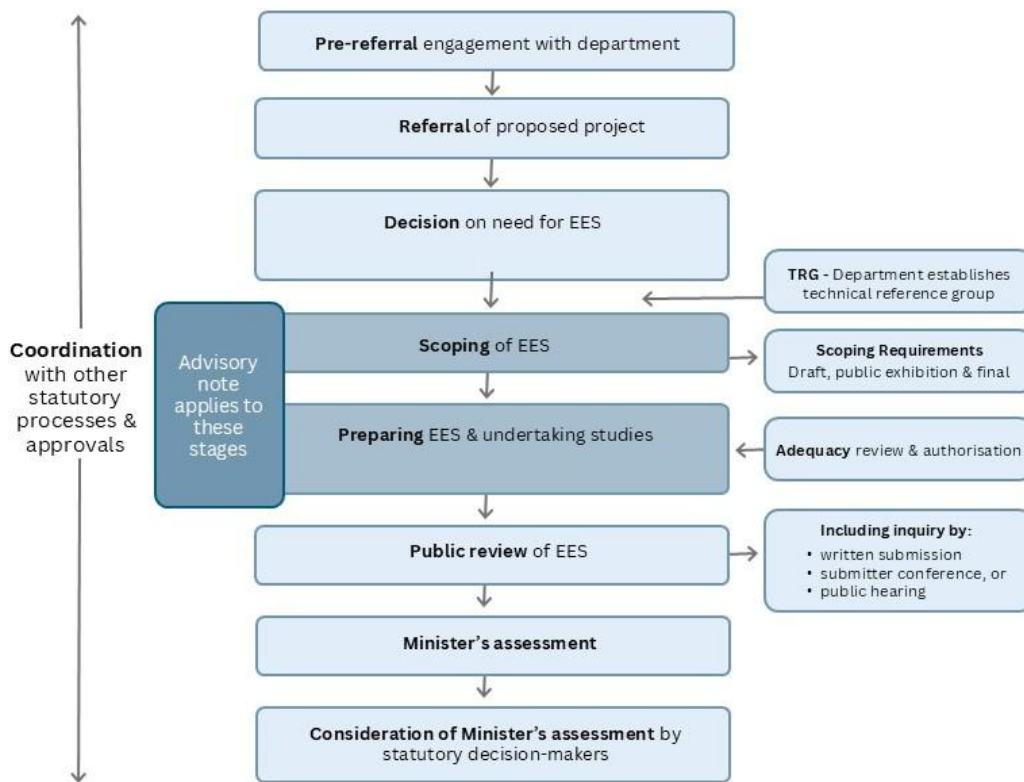 Pre-referral engagement with department
Referral of proposed project
Decision on need for EES
TRG - Department establishes
technical reference group
Coordination
with other
statutory
processes &
approvals
Advisory
note
applies to
these
stages
Scoping of EES
Scoping Requirements
Draft, public exhibition & final
Preparing EES & undertaking studies
Adequacy review & authorisation
Public review of EES
Including inquiry by:
• written submission
• submitter conference, or
• public hearing
Minister's assessment
Consideration of Minister's assessment by
statutory decision-makers